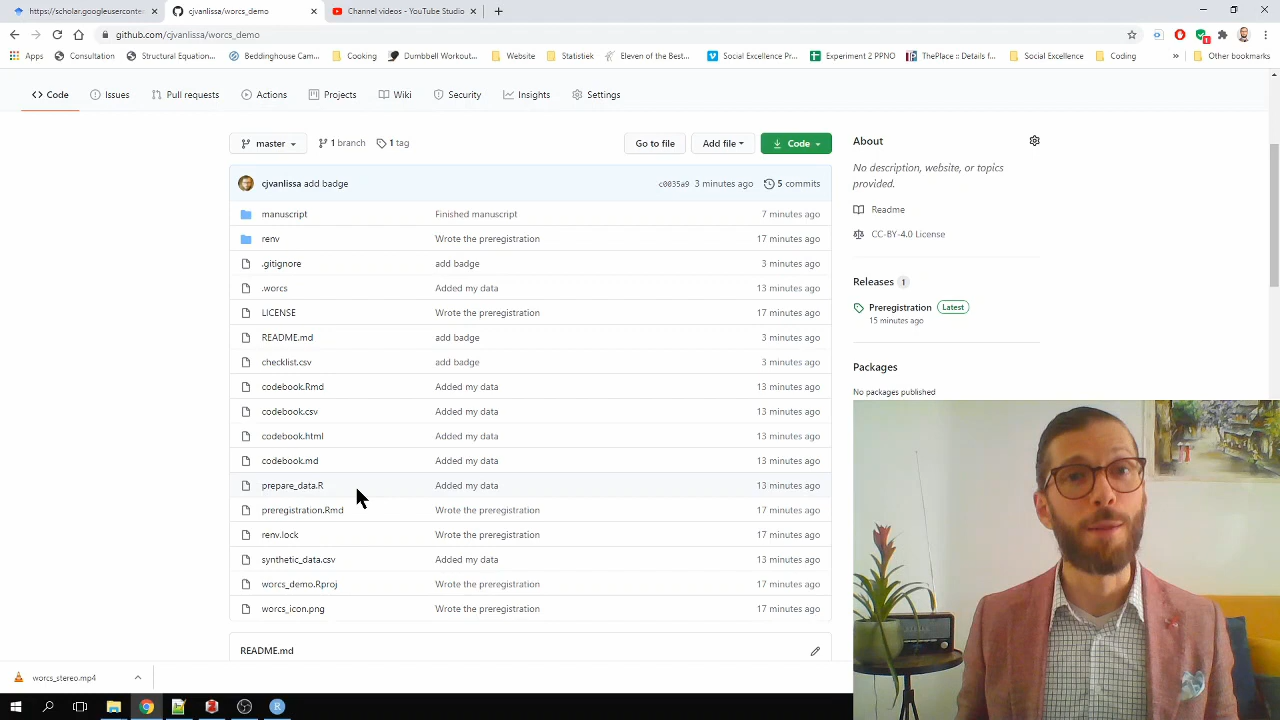 https://scholar.googleuserconte
cjvanlissa/worcs_demo
Channel videos - YouTube Studio
github.com/cjvanlissa/worcs_demo
Apps
Consultation
Structural Equation...
Beddinghouse Cam...
Cooking
Dumbbell Workout...
Website
Statistiek
Eleven of the Best...
Social Excellence Pr...
Experiment 2 PPNO
ThePlace :: Details f...
Social Excellence
Coding
»
Other bookmarks
<> Code
Issues
Pull requests
Actions
Projects
Wiki
Security
Insights
Settings
master
1 branch
1 tag
Go to file
Add file
Code
cjvanlissa add badge c0035a9 3 minutes ago 5 commits
manuscript Finished manuscript 7 minutes ago
renv Wrote the preregistration 17 minutes ago
.gitignore add badge 3 minutes ago
.worcs Added my data 13 minutes ago
LICENSE Wrote the preregistration 17 minutes ago
README.md add badge 3 minutes ago
checklist.csv add badge 3 minutes ago
codebook.Rmd Added my data 13 minutes ago
codebook.csv Added my data 13 minutes ago
codebook.html Added my data 13 minutes ago
codebook.md Added my data 13 minutes ago
prepare_data.R Added my data 13 minutes ago
preregistration.Rmd Wrote the preregistration 17 minutes ago
renv.lock Wrote the preregistration 17 minutes ago
synthetic_data.csv Added my data 13 minutes ago
worcs_demo.Rproj Wrote the preregistration 17 minutes ago
worcs_icon.png Wrote the preregistration 17 minutes ago
README.md
About
No description, website, or topics
provided.
Readme
CC-BY-4.0 License
Releases 1
Preregistration Latest
15 minutes ago
Packages
No packages published
worcs_stereo.mp4